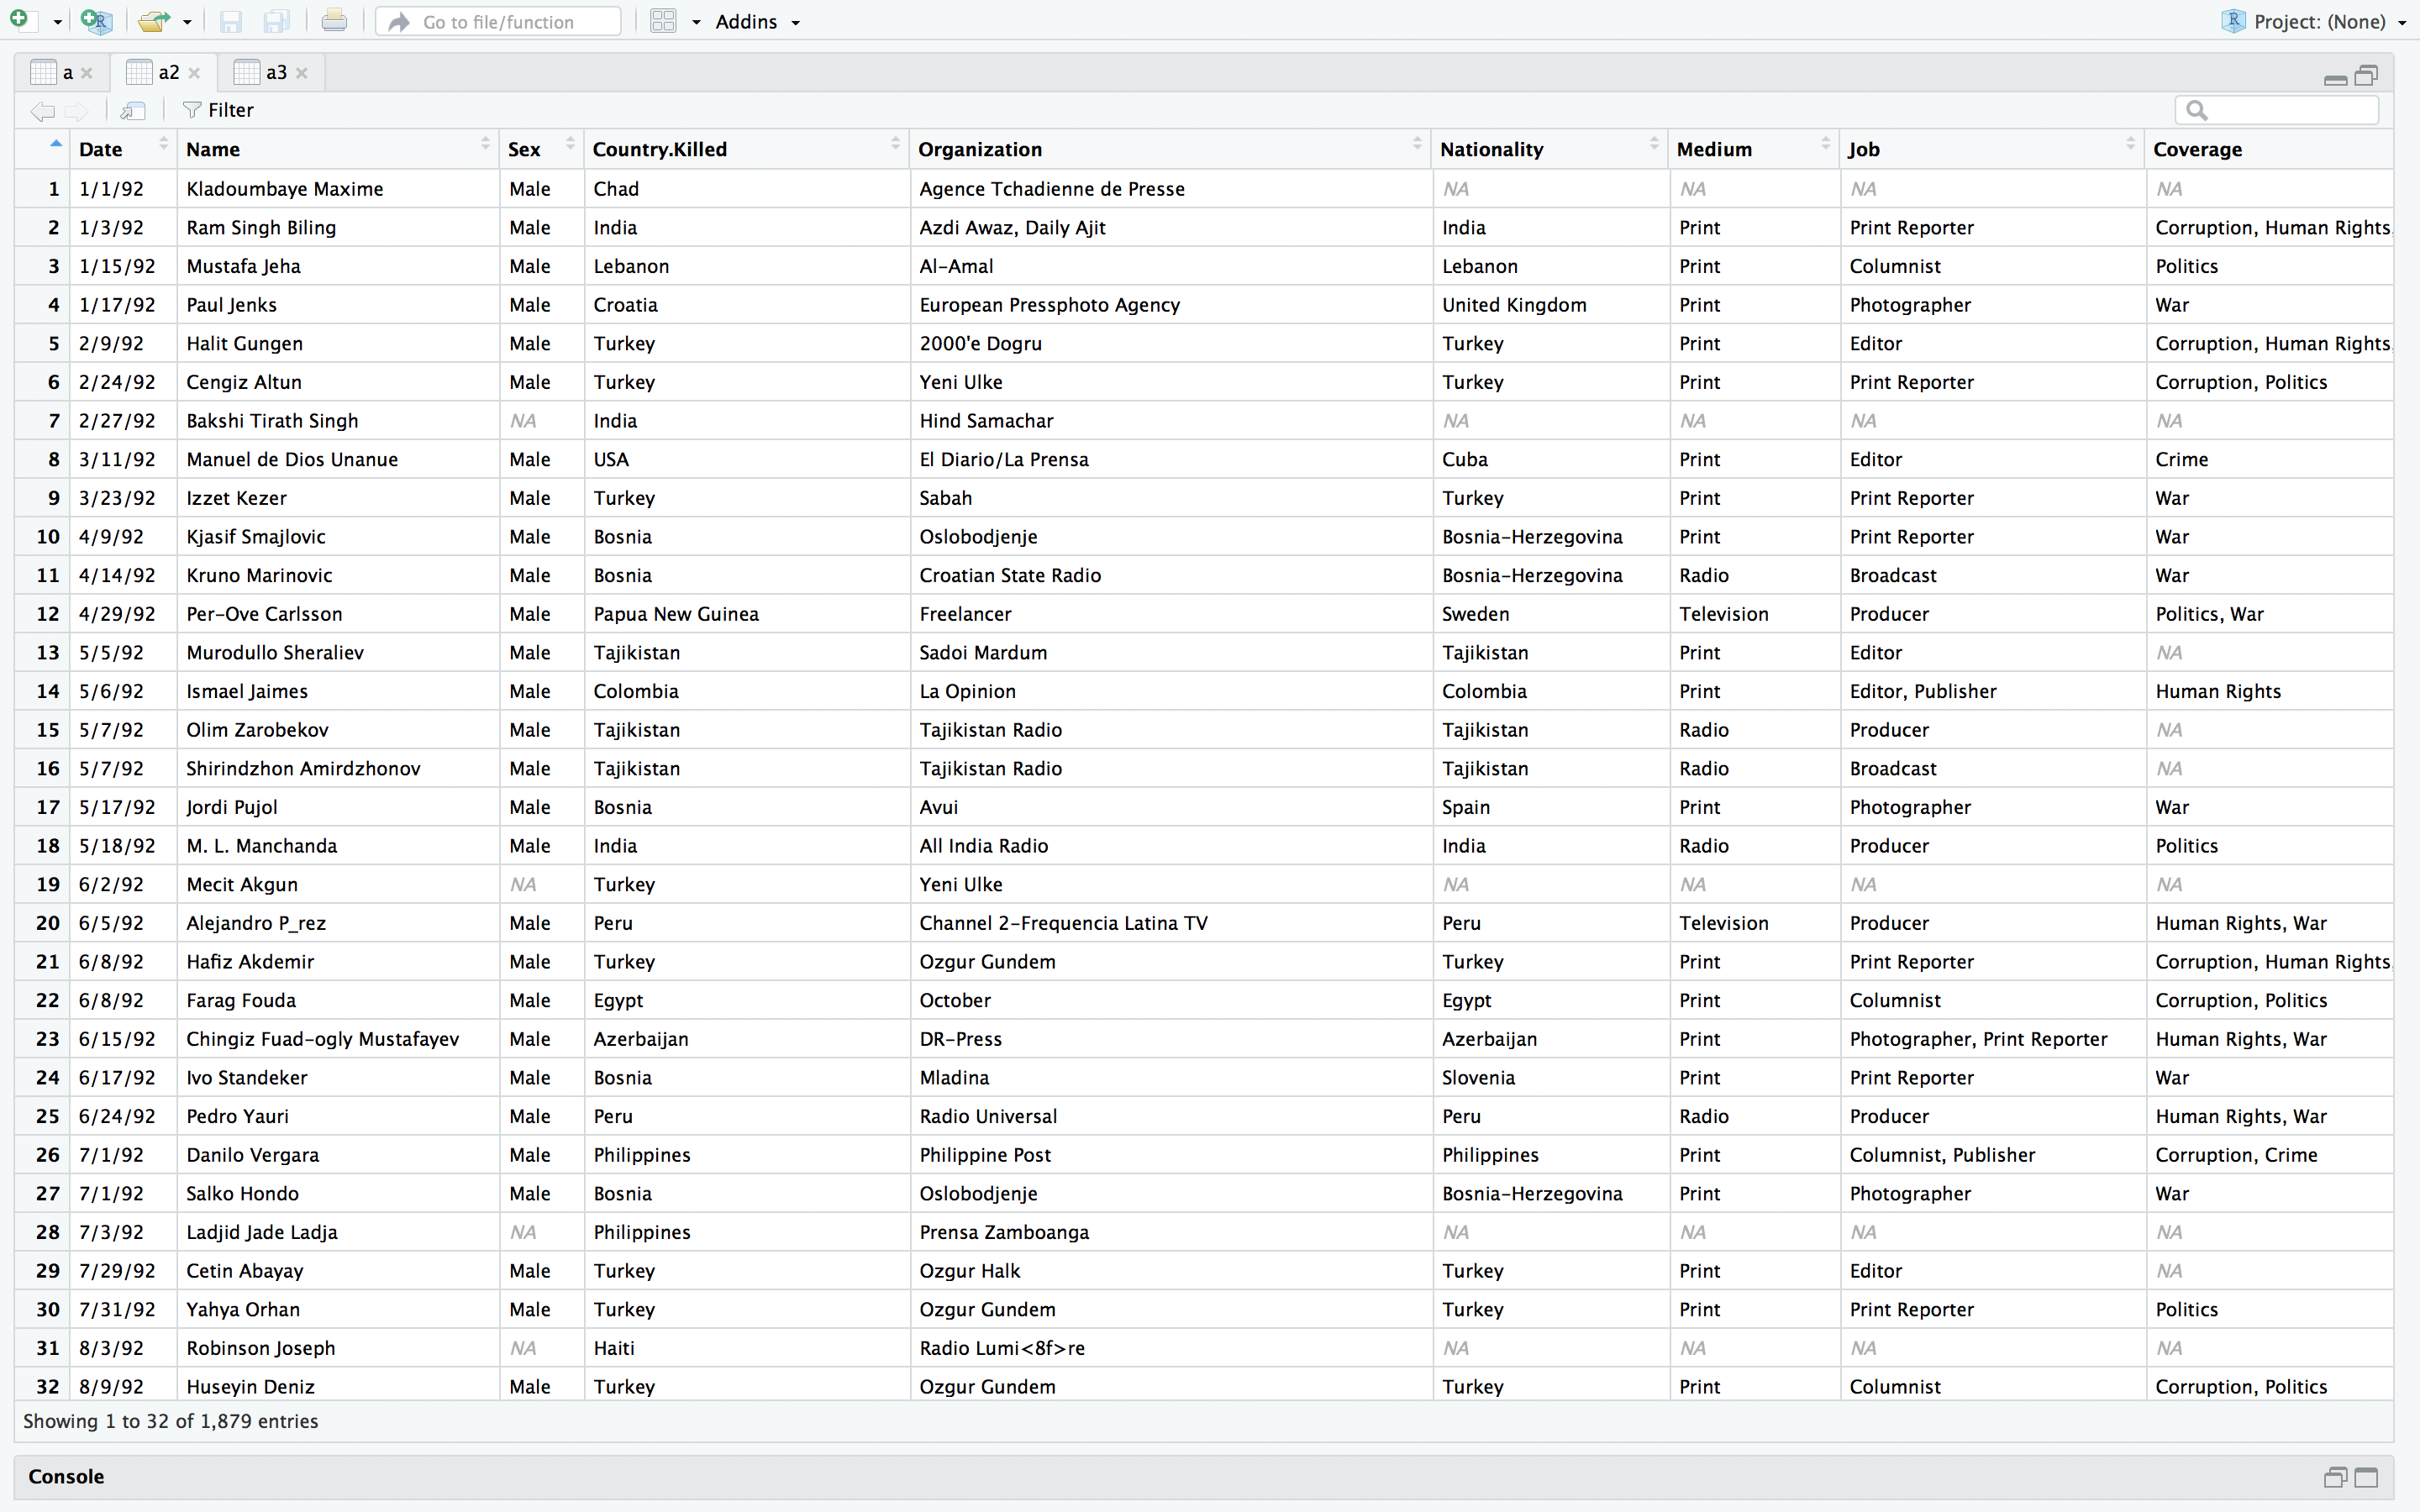 Go to file/function Addins Project: (None)
a a2 a3
Filter
Date Name Sex Country.Killed Organization Nationality Medium Job Coverage
1 1/1/92 Kladoumbaye Maxime Male Chad Agence Tchadienne de Presse NA NA NA NA
2 1/3/92 Ram Singh Biling Male India Azdi Awaz, Daily Ajit India Print Print Reporter Corruption, Human Rights,
3 1/15/92 Mustafa Jeha Male Lebanon Al-Amal Lebanon Print Columnist Politics
4 1/17/92 Paul Jenks Male Croatia European Pressphoto Agency United Kingdom Print Photographer War
5 2/9/92 Halit Gungen Male Turkey 2000'e Dogru Turkey Print Editor Corruption, Human Rights,
6 2/24/92 Cengiz Altun Male Turkey Yeni Ulke Turkey Print Print Reporter Corruption, Politics
7 2/27/92 Bakshi Tirath Singh NA India Hind Samachar NA NA NA NA
8 3/11/92 Manuel de Dios Unanue Male USA El Diario/La Prensa Cuba Print Editor Crime
9 3/23/92 Izzet Kezer Male Turkey Sabah Turkey Print Print Reporter War
10 4/9/92 Kjasif Smajlovic Male Bosnia Oslobodjenje Bosnia-Herzegovina Print Print Reporter War
11 4/14/92 Kruno Marinovic Male Bosnia Croatian State Radio Bosnia-Herzegovina Radio Broadcast War
12 4/29/92 Per-Ove Carlsson Male Papua New Guinea Freelancer Sweden Television Producer Politics, War
13 5/5/92 Murodullo Sheraliev Male Tajikistan Sadoi Mardum Tajikistan Print Editor NA
14 5/6/92 Ismael Jaimes Male Colombia La Opinion Colombia Print Editor, Publisher Human Rights
15 5/7/92 Olim Zarobekov Male Tajikistan Tajikistan Radio Tajikistan Radio Producer NA
16 5/7/92 Shirindzhon Amirdzhonov Male Tajikistan Tajikistan Radio Tajikistan Radio Broadcast NA
17 5/17/92 Jordi Pujol Male Bosnia Avui Spain Print Photographer War
18 5/18/92 M. L. Manchanda Male India All India Radio India Radio Producer Politics
19 6/2/92 Mecit Akgun NA Turkey Yeni Ulke NA NA NA NA
20 6/5/92 Alejandro P_rez Male Peru Channel 2-Frequencia Latina TV Peru Television Producer Human Rights, War
21 6/8/92 Hafiz Akdemir Male Turkey Ozgur Gundem Turkey Print Print Reporter Corruption, Human Rights,
22 6/8/92 Farag Fouda Male Egypt October Egypt Print Columnist Corruption, Politics
23 6/15/92 Chingiz Fuad-ogly Mustafayev Male Azerbaijan DR-Press Azerbaijan Print Photographer, Print Reporter Human Rights, War
24 6/17/92 Ivo Standeker Male Bosnia Mladina Slovenia Print Print Reporter War
25 6/24/92 Pedro Yauri Male Peru Radio Universal Peru Radio Producer Human Rights, War
26 7/1/92 Danilo Vergara Male Philippines Philippine Post Philippines Print Columnist, Publisher Corruption, Crime
27 7/1/92 Salko Hondo Male Bosnia Oslobodjenje Bosnia-Herzegovina Print Photographer War
28 7/3/92 Ladjid Jade Ladja NA Philippines Prensa Zamboanga NA NA NA NA
29 7/29/92 Cetin Abayay Male Turkey Ozgur Halk Turkey Print Editor NA
30 7/31/92 Yahya Orhan Male Turkey Ozgur Gundem Turkey Print Print Reporter Politics
31 8/3/92 Robinson Joseph NA Haiti Radio Lumi<8f>re NA NA NA NA
32 8/9/92 Huseyin Deniz Male Turkey Ozgur Gundem Turkey Print Columnist Corruption, Politics
Showing 1 to 32 of 1,879 entries
Console